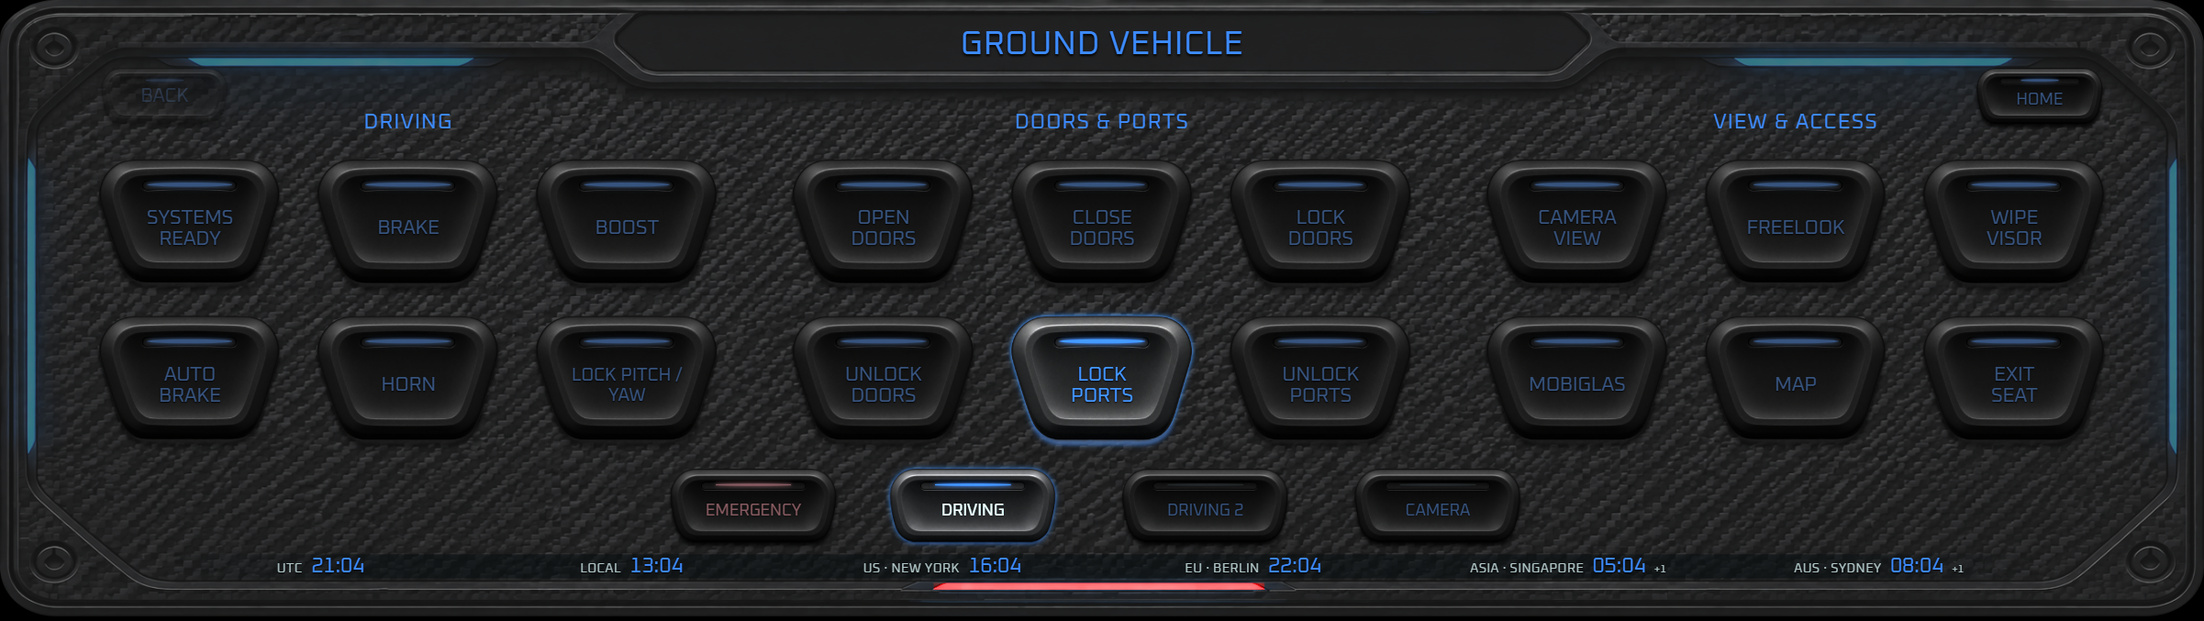 GROUND VEHICLE
BACK
HOME
DRIVING
DOORS & PORTS
VIEW & ACCESS
SYSTEMS
READY
BRAKE
BOOST
OPEN
DOORS
CLOSE
DOORS
LOCK
DOORS
CAMERA
VIEW
FREELOOK
WIPE
VISOR
AUTO
BRAKE
HORN
LOCK PITCH /
YAW
UNLOCK
DOORS
LOCK
PORTS
UNLOCK
PORTS
MOBIGLAS
MAP
EXIT
SEAT
EMERGENCY
DRIVING
DRIVING 2
CAMERA
UTC 21:04
LOCAL 13:04
US · NEW YORK 16:04
EU · BERLIN 22:04
ASIA · SINGAPORE 05:04 +1
AUS · SYDNEY 08:04 +1